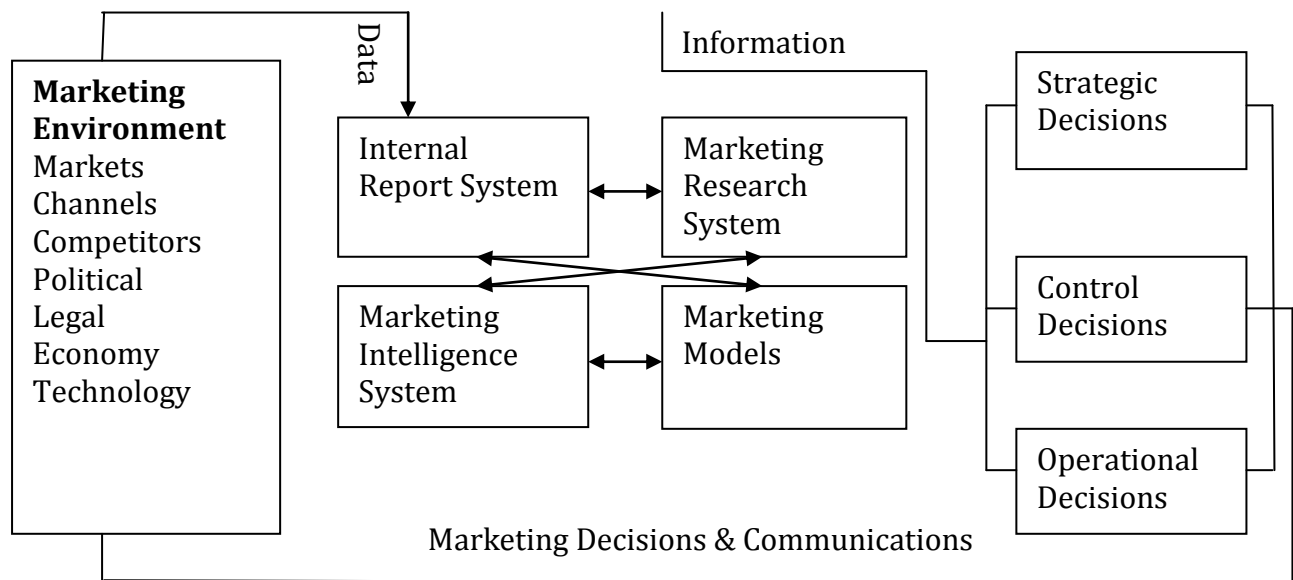 Data
Information
Marketing
Environment
Markets
Channels
Competitors
Political
Legal
Economy
Technology
Internal
Report System
Marketing
Research
System
Marketing
Intelligence
System
Marketing
Models
Strategic
Decisions
Control
Decisions
Operational
Decisions
Marketing Decisions & Communications